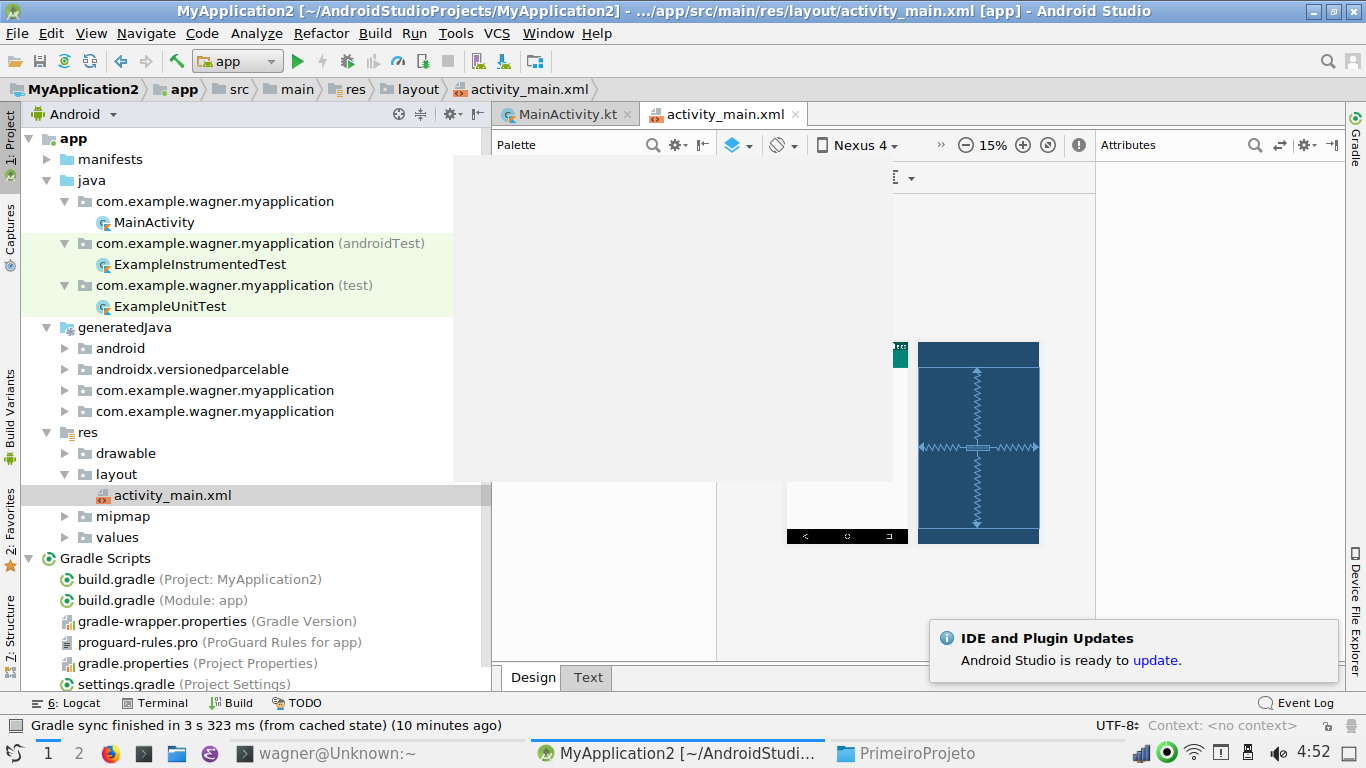 MyApplication2 [~/AndroidStudioProjects/MyApplication2] - .../app/src/main/res/layout/activity_main.xml [app] - Android Studio
File Edit View Navigate Code Analyze Refactor Build Run Tools VCS Window Help
app
MyApplication2 app src main res layout activity_main.xml
Android
MainActivity.kt activity_main.xml
1: Project
Captures
Build Variants
2: Favorites
7: Structure
app
manifests
java
com.example.wagner.myapplication
MainActivity
com.example.wagner.myapplication (androidTest)
ExampleInstrumentedTest
com.example.wagner.myapplication (test)
ExampleUnitTest
generatedJava
android
androidx.versionedparcelable
com.example.wagner.myapplication
com.example.wagner.myapplication
res
drawable
layout
activity_main.xml
mipmap
values
Gradle Scripts
build.gradle (Project: MyApplication2)
build.gradle (Module: app)
gradle-wrapper.properties (Gradle Version)
proguard-rules.pro (ProGuard Rules for app)
gradle.properties (Project Properties)
settings.gradle (Project Settings)
Palette
Nexus 4 » 15%
Attributes
Gradle
Device File Explorer
IDE and Plugin Updates
Android Studio is ready to update.
Design Text
6: Logcat Terminal Build TODO Event Log
Gradle sync finished in 3 s 323 ms (from cached state) (10 minutes ago) UTF-8 Context: <no context>
1 2 wagner@Unknown:~ MyApplication2 [~/AndroidStudi... PrimeiroProjeto 4:52